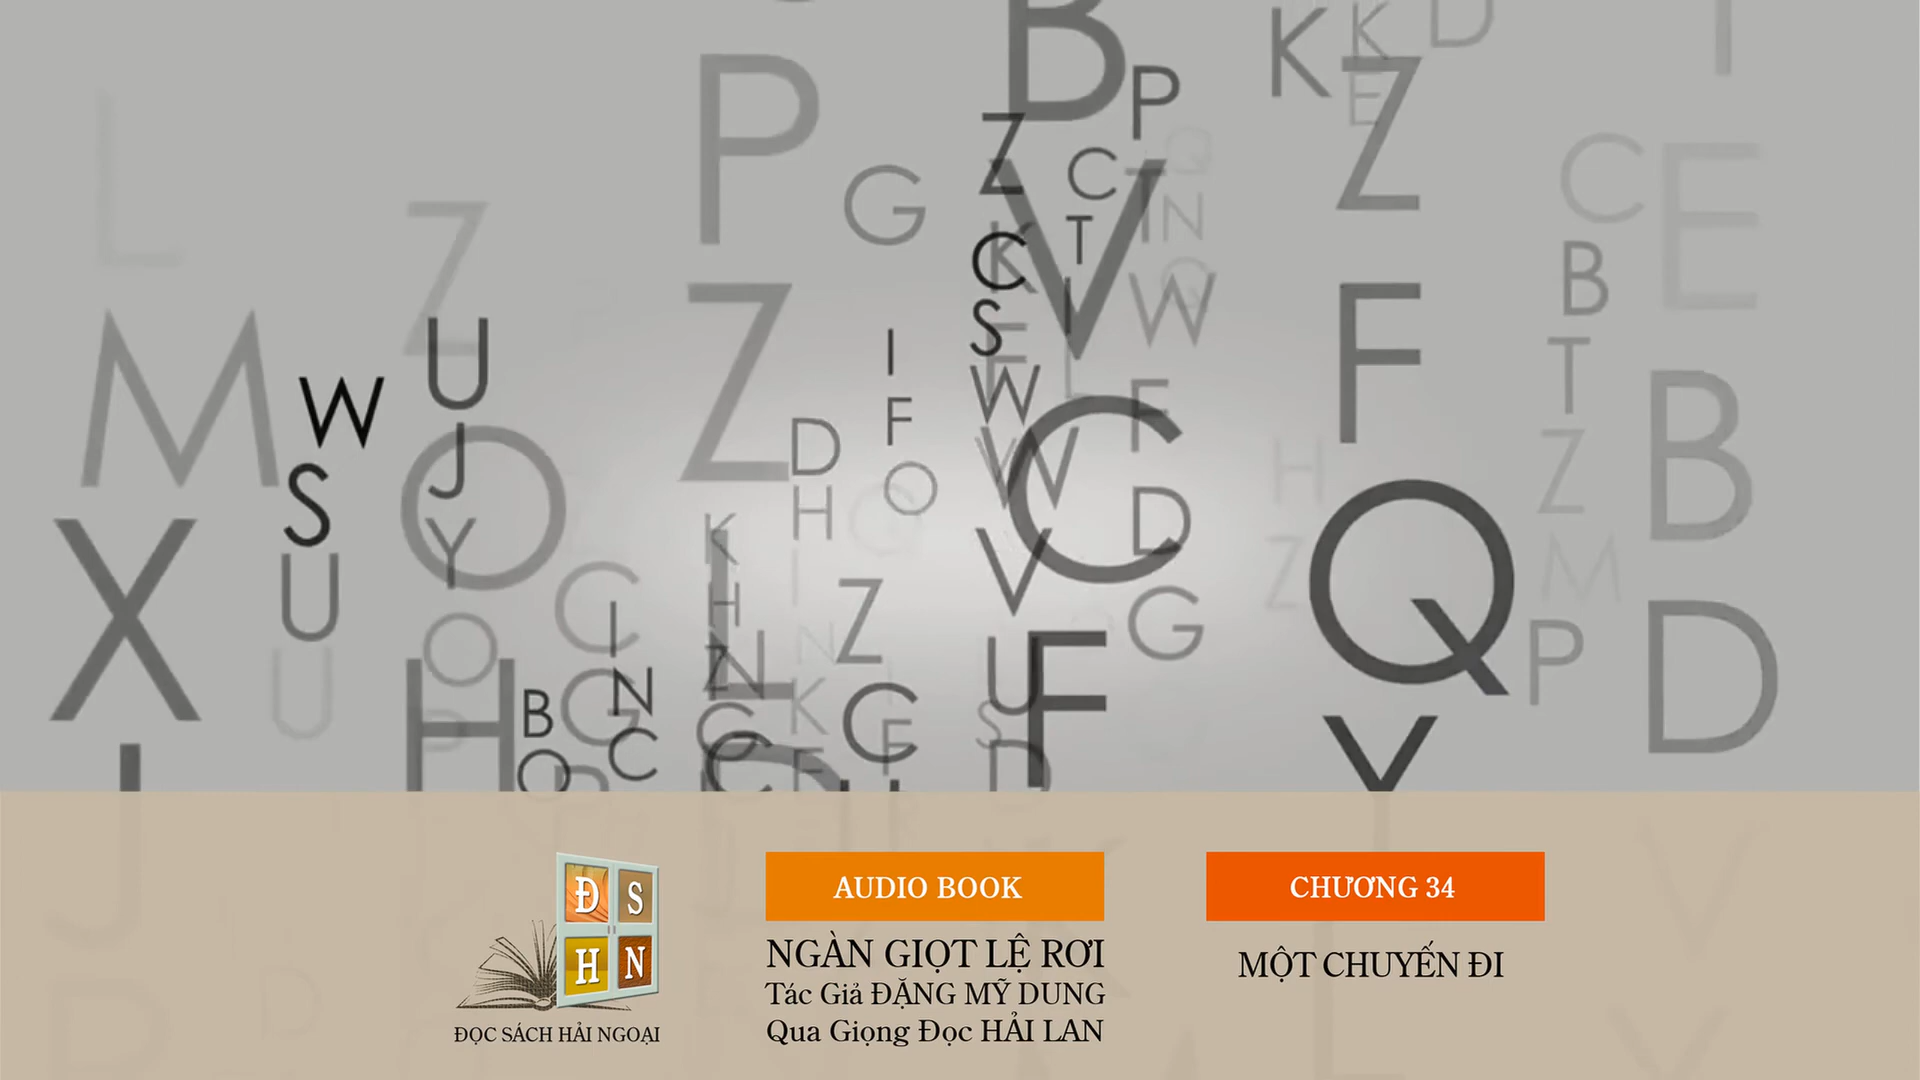 Đ S
H N
ĐỌC SÁCH HẢI NGOẠI
AUDIO BOOK
NGÀN GIỌT LỆ RƠI
Tác Giả ĐẶNG MỸ DUNG
Qua Giọng Đọc HẢI LAN
CHƯƠNG 34
MỘT CHUYẾN ĐI